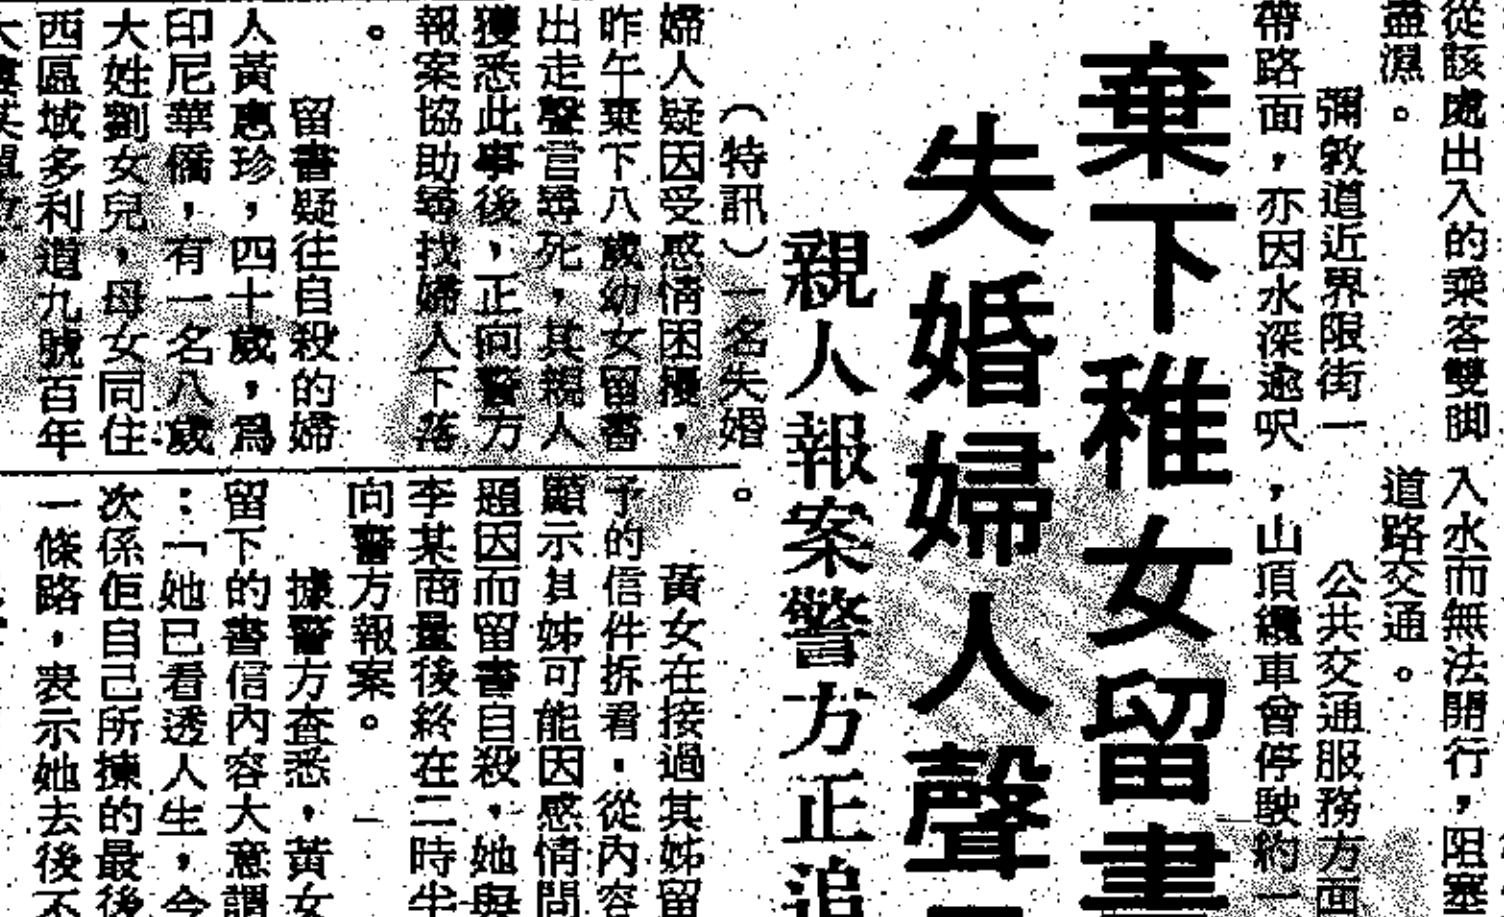 從該處出入的乘客雙脚
盡濕。
彌敦道近界限街一
帶路面，亦因水深逾呎
入水而無法開行，阻塞
道路交通。
公共交通服務方面
，山頂纜車曾停駛約一
棄下稚女留書
失婚婦人聲
親人報案警方正追
（特訊）一名失婚
婦人疑因受感情困擾，
昨午棄下八歲幼女留書
出走聲言尋死，其親人
獲悉此事後，正向警方
報案協助尋找婦人下落
。
留書疑往自殺的婦
人黃惠珍，四十歲，爲
印尼華僑，有一名八歲
大姓劉女兒，母女同住
西區域多利道九號百年
。
黃女在接過其姊留
予的信件拆看，從內容
顯示其姊可能因感情問
題因而留書自殺，她與
李某商量後終在二時半
向警方報案。
據警方查悉，黃女
留下的書信內容大意謂
：「她已看透人生，今
次係佢自己所揀的最後
一條路，表示她去後不